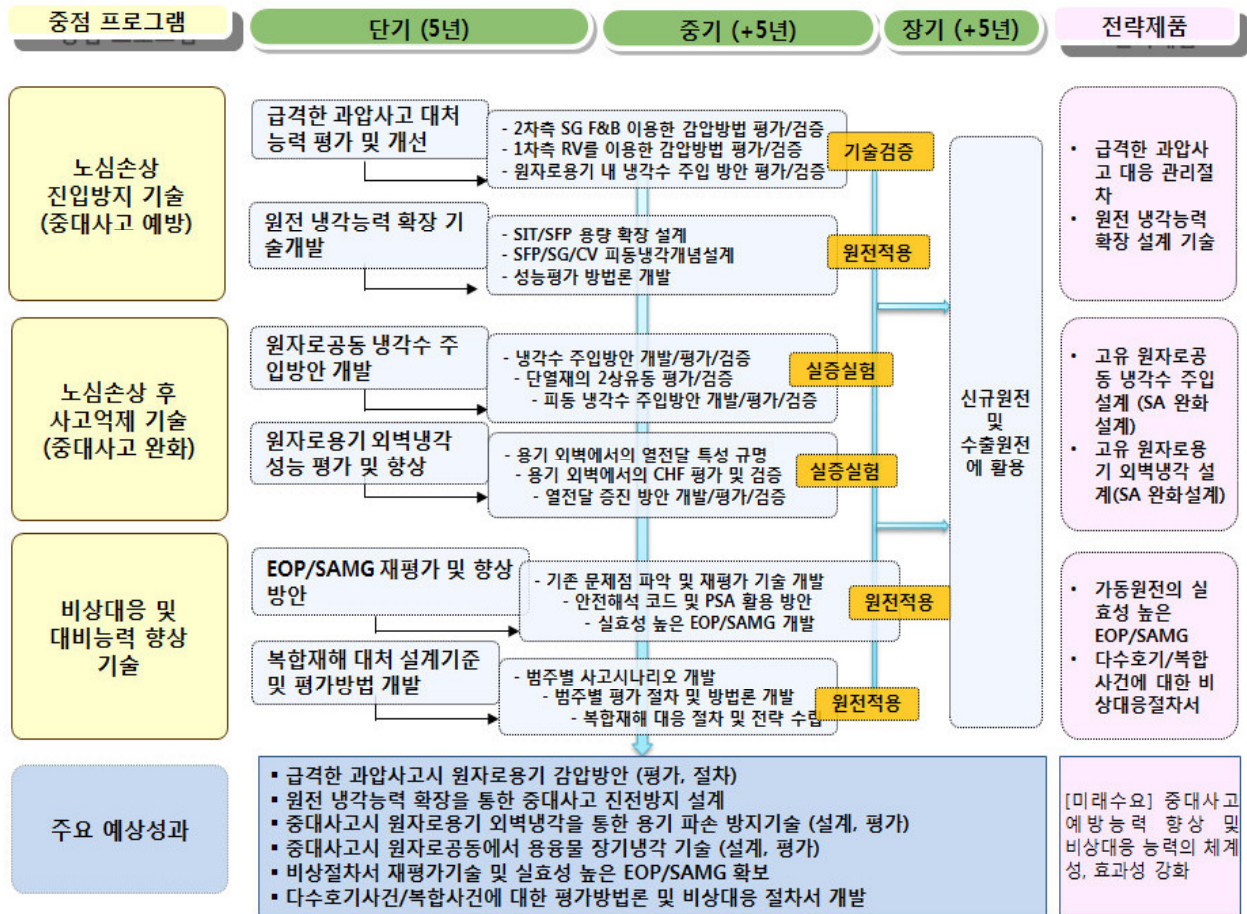 중점 프로그램
단기 (5년)
중기 (+5년)
장기 (+5년)
전략제품
노심손상
진입방지 기술
(중대사고 예방)
급격한 과압사고 대처
능력 평가 및 개선
- 2차측 SG F&B 이용한 감압방법 평가/검증
- 1차측 RV를 이용한 감압방법 평가/검증
- 원자로용기 내 냉각수 주입 방안 평가/검증
기술검증
원전 냉각능력 확장 기
술개발
- SIT/SFP 용량 확장 설계
- SFP/SG/CV 피동냉각개념설계
- 성능평가 방법론 개발
원전적용
• 급격한 과압사
고 대응 관리절
차
• 원전 냉각능력
확장 설계 기술
노심손상 후
사고억제 기술
(중대사고 완화)
원자로공동 냉각수 주
입방안 개발
- 냉각수 주입방안 개발/평가/검증
- 단열재의 2상유동 평가/검증
- 피동 냉각수 주입방안 개발/평가/검증
실증실험
원자로용기 외벽냉각
성능 평가 및 향상
- 용기 외벽에서의 열전달 특성 규명
- 용기 외벽에서의 CHF 평가 및 검증
- 열전달 증진 방안 개발/평가/검증
실증실험
신규원전
및
수출원전
에 활용
• 고유 원자로공
동 냉각수 주입
설계 (SA 완화
설계)
• 고유 원자로용
기 외벽냉각 설
계(SA 완화설계)
비상대응 및
대비능력 향상
기술
EOP/SAMG 재평가 및 향상
방안
- 기존 문제점 파악 및 재평가 기술 개발
- 안전해석 코드 및 PSA 활용 방안
- 실효성 높은 EOP/SAMG 개발
원전적용
복합재해 대처 설계기준
및 평가방법 개발
- 범주별 사고시나리오 개발
- 범주별 평가 절차 및 방법론 개발
- 복합재해 대응 절차 및 전략 수립
원전적용
• 가동원전의 실
효성 높은
EOP/SAMG
• 다수호기/복합
사건에 대한 비
상대응절차서
주요 예상성과
▪ 급격한 과압사고시 원자로용기 감압방안 (평가, 절차)
▪ 원전 냉각능력 확장을 통한 중대사고 진전방지 설계
▪ 중대사고시 원자로용기 외벽냉각을 통한 용기 파손 방지기술 (설계, 평가)
▪ 중대사고시 원자로공동에서 용융물 장기냉각 기술 (설계, 평가)
▪ 비상절차서 재평가기술 및 실효성 높은 EOP/SAMG 확보
▪ 다수호기사건/복합사건에 대한 평가방법론 및 비상대응 절차서 개발
[미래수요] 중대사고
예방능력 향상 및
비상대응 능력의 체계
성, 효과성 강화